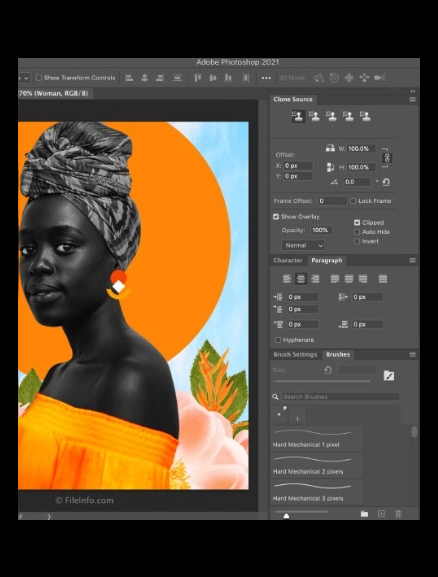 Adobe Photoshop 2021
Show Transform Controls
3D Mode:
70% (Woman, RGB/8)
Clone Source
Offset:
W: 100.0%
X: 0 px
H: 100.0%
Y: 0 px
0.0 °
Frame Offset: 0
Lock Frame
Show Overlay
Clipped
Opacity: 100%
Auto Hide
Normal
Invert
Character
Paragraph
0 px
0 px
0 px
0 px
0 px
Hyphenate
Brush Settings
Brushes
Size:
Search Brushes
1
Hard Mechanical 1 pixel
Hard Mechanical 2 pixels
Hard Mechanical 3 pixels
© FileInfo.com